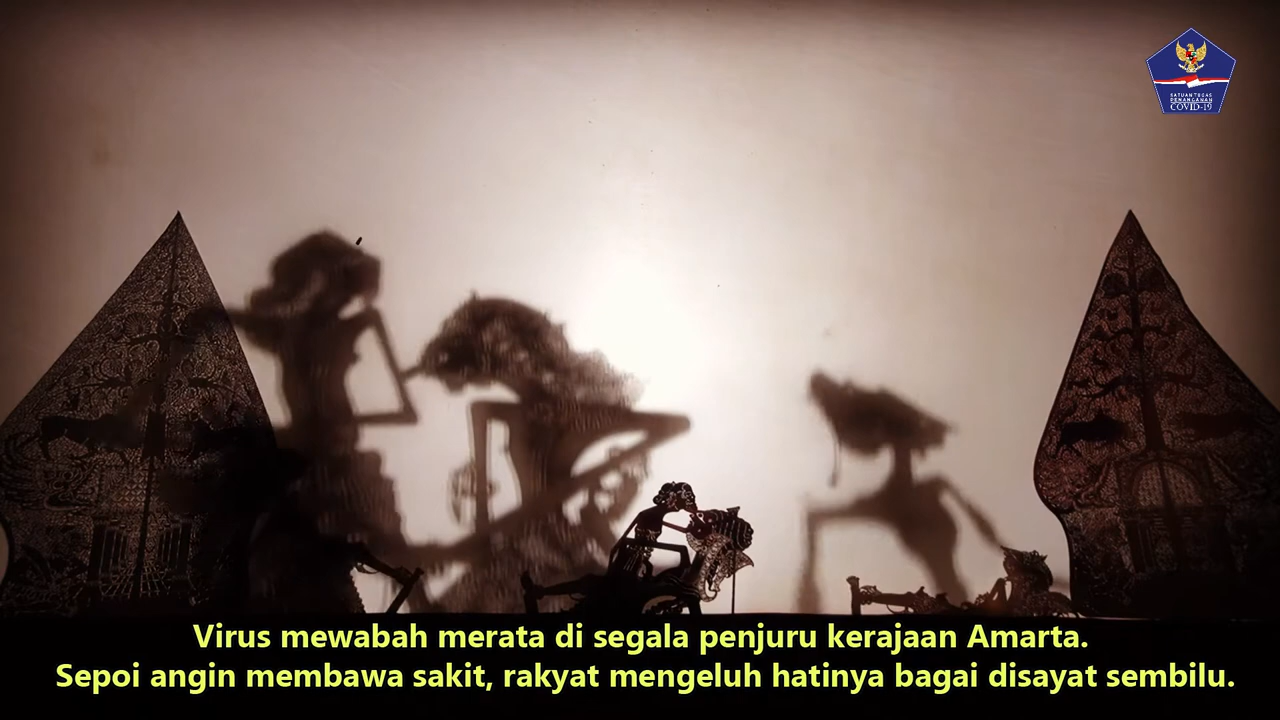 SATUAN TUGAS
PENANGANAN
COVID-19
Virus mewabah merata di segala penjuru kerajaan Amarta.
Sepoi angin membawa sakit, rakyat mengeluh hatinya bagai disayat sembilu.